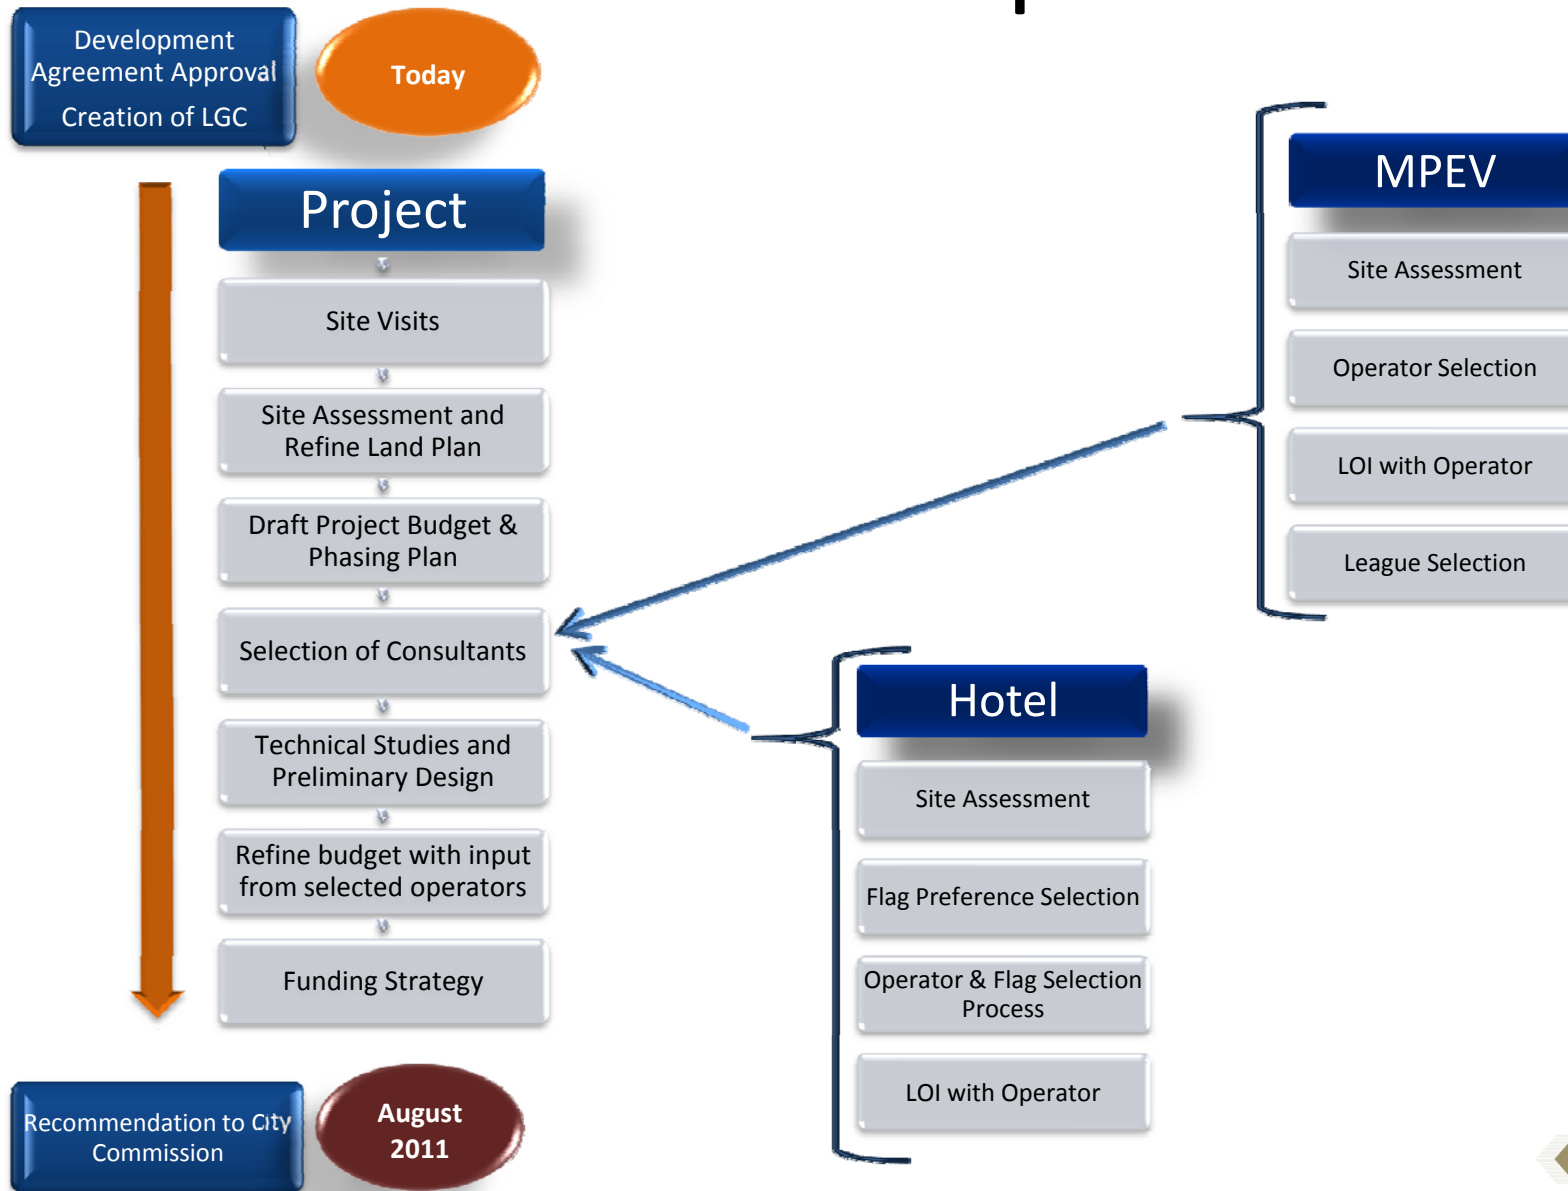 Development
Agreement Approval
Creation of LGC
Today
Project
Site Visits
Site Assessment and
Refine Land Plan
Draft Project Budget &
Phasing Plan
Selection of Consultants
Technical Studies and
Preliminary Design
Refine budget with input
from selected operators
Funding Strategy
Recommendation to City
Commission
August
2011
MPEV
Site Assessment
Operator Selection
LOI with Operator
League Selection
Hotel
Site Assessment
Flag Preference Selection
Operator & Flag Selection
Process
LOI with Operator